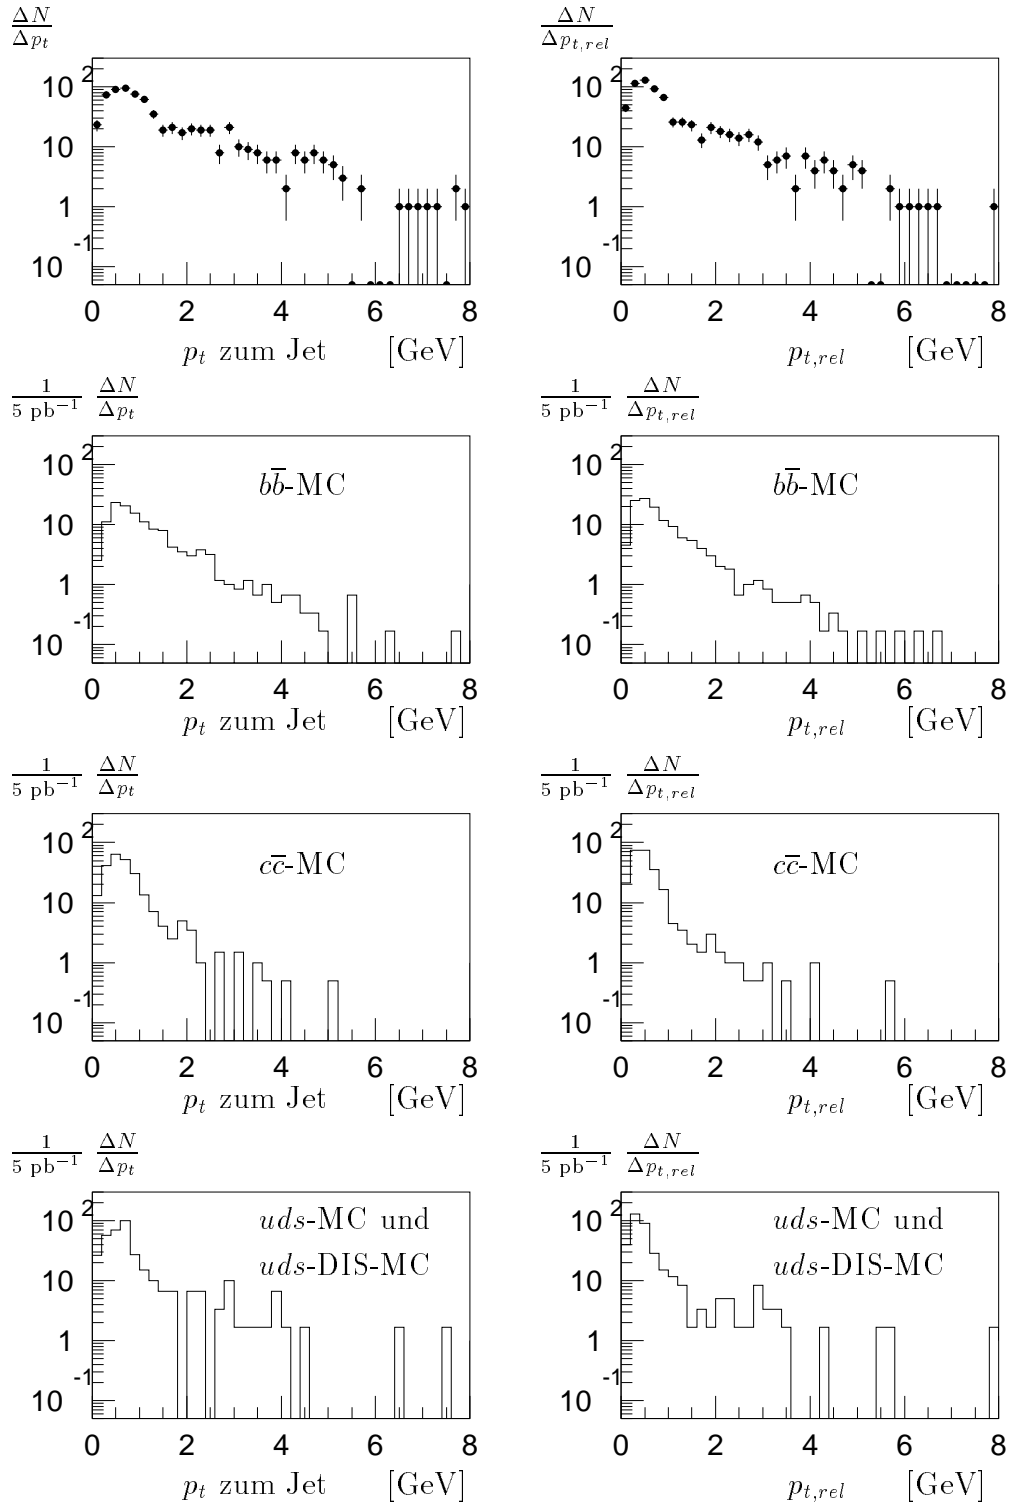 ΔN/Δp_t ΔN/Δp_{t,rel}
10^2 10^2
10 10
1 1
10^-1 10^-1
0 2 4 6 8 0 2 4 6 8
p_t zum Jet [GeV] p_{t,rel} [GeV]
1/5 pb^−1 ΔN/Δp_t 1/5 pb^−1 ΔN/Δp_{t,rel}
10^2 10^2
bb̅-MC bb̅-MC
10 10
1 1
10^-1 10^-1
0 2 4 6 8 0 2 4 6 8
p_t zum Jet [GeV] p_{t,rel} [GeV]
1/5 pb^−1 ΔN/Δp_t 1/5 pb^−1 ΔN/Δp_{t,rel}
10^2 10^2
cc̅-MC cc̅-MC
10 10
1 1
10^-1 10^-1
0 2 4 6 8 0 2 4 6 8
p_t zum Jet [GeV] p_{t,rel} [GeV]
1/5 pb^−1 ΔN/Δp_t 1/5 pb^−1 ΔN/Δp_{t,rel}
10^2 uds-MC und 10^2 uds-MC und
uds-DIS-MC uds-DIS-MC
10 10
1 1
10^-1 10^-1
0 2 4 6 8 0 2 4 6 8
p_t zum Jet [GeV] p_{t,rel} [GeV]